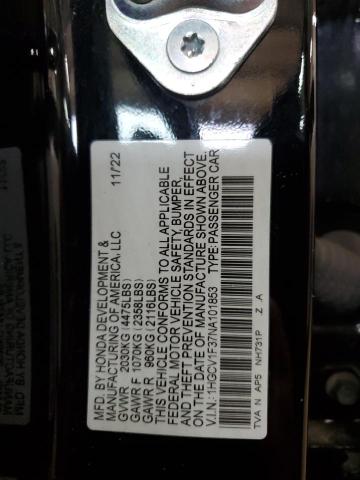 MFD. BY HONDA DEVELOPMENT &
MANUFACTURING OF AMERICA, LLC 11/22
GVWR 2030KG (4475LBS)
GAWR F 1070KG (2358LBS)
GAWR R 960KG (2116LBS)
THIS VEHICLE CONFORMS TO ALL APPLICABLE
FEDERAL MOTOR VEHICLE SAFETY, BUMPER,
AND THEFT PREVENTION STANDARDS IN EFFECT
ON THE DATE OF MANUFACTURE SHOWN ABOVE.
V.I.N.: 1HGCV1F37NA101853 TYPE:PASSENGER CAR
TVA N AP5 NH731P Z A